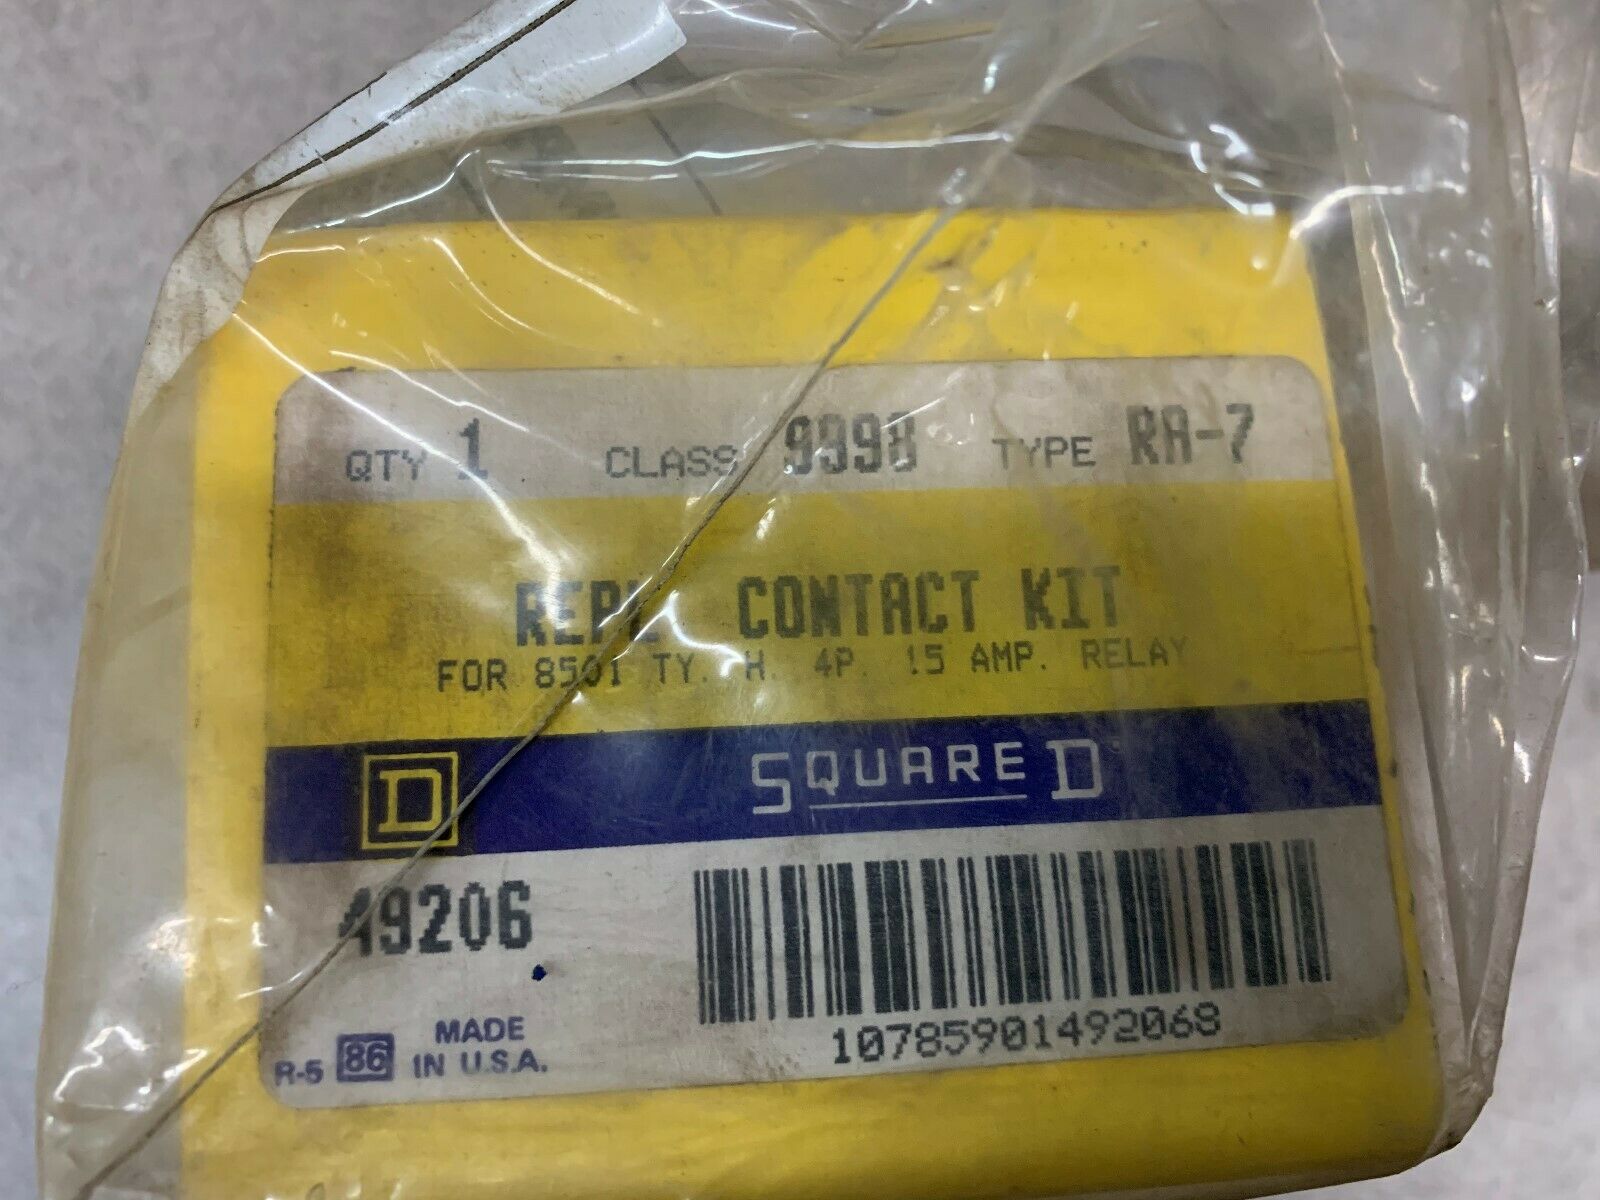 QTY 1 CLASS 9998 TYPE RA-7
REPL CONTACT KIT
FOR 8501 TY. H. 4P. 15 AMP. RELAY
D SQUARE D
49206
10785901492068
R-5 86 MADE
IN U.S.A.